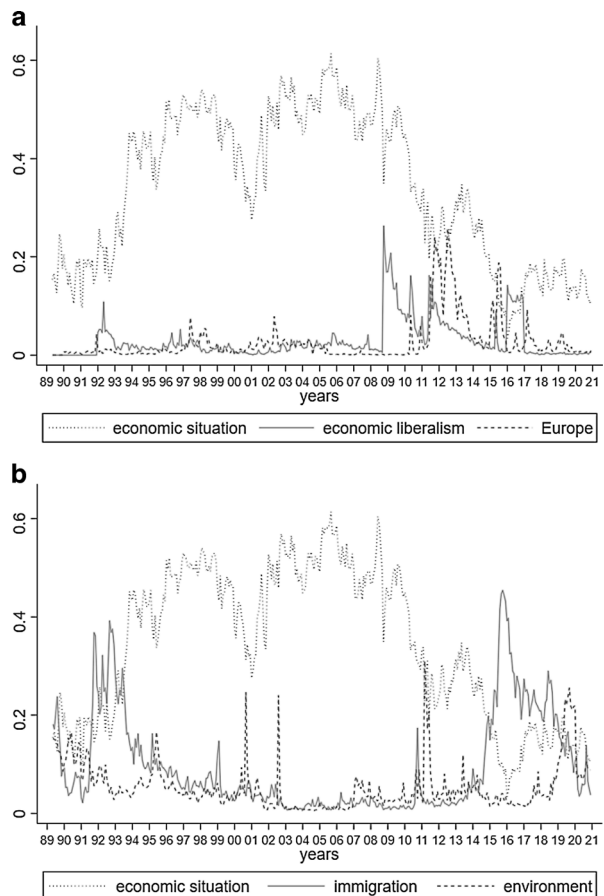 a
0.6
0.4
0.2
0
89 90 91 92 93 94 95 96 97 98 99 00 01 02 03 04 05 06 07 08 09 10 11 12 13 14 15 16 17 18 19 20 21
years
economic situation economic liberalism Europe
b
0.6
0.4
0.2
0
89 90 91 92 93 94 95 96 97 98 99 00 01 02 03 04 05 06 07 08 09 10 11 12 13 14 15 16 17 18 19 20 21
years
economic situation immigration environment